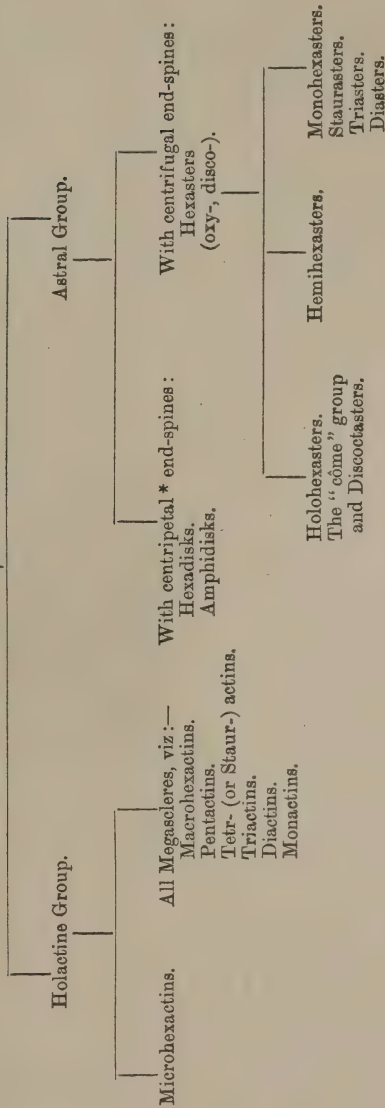 Holactine Group.
Astral Group.
Microhexactins.
All Megascleres, viz:—
Macrohexactins.
Pentactins.
Tetr- (or Staur-) actins.
Triactins.
Diactins.
Monactins.
With centripetal * end-spines:
Hexadisks.
Amphidisks.
With centrifugal end-spines:
Hexasters
(oxy-, disco-).
Holohexasters.
The "côme" group
and Discoctasters.
Hemihexasters.
Monohexasters.
Staurasters.
Triasters.
Diasters.